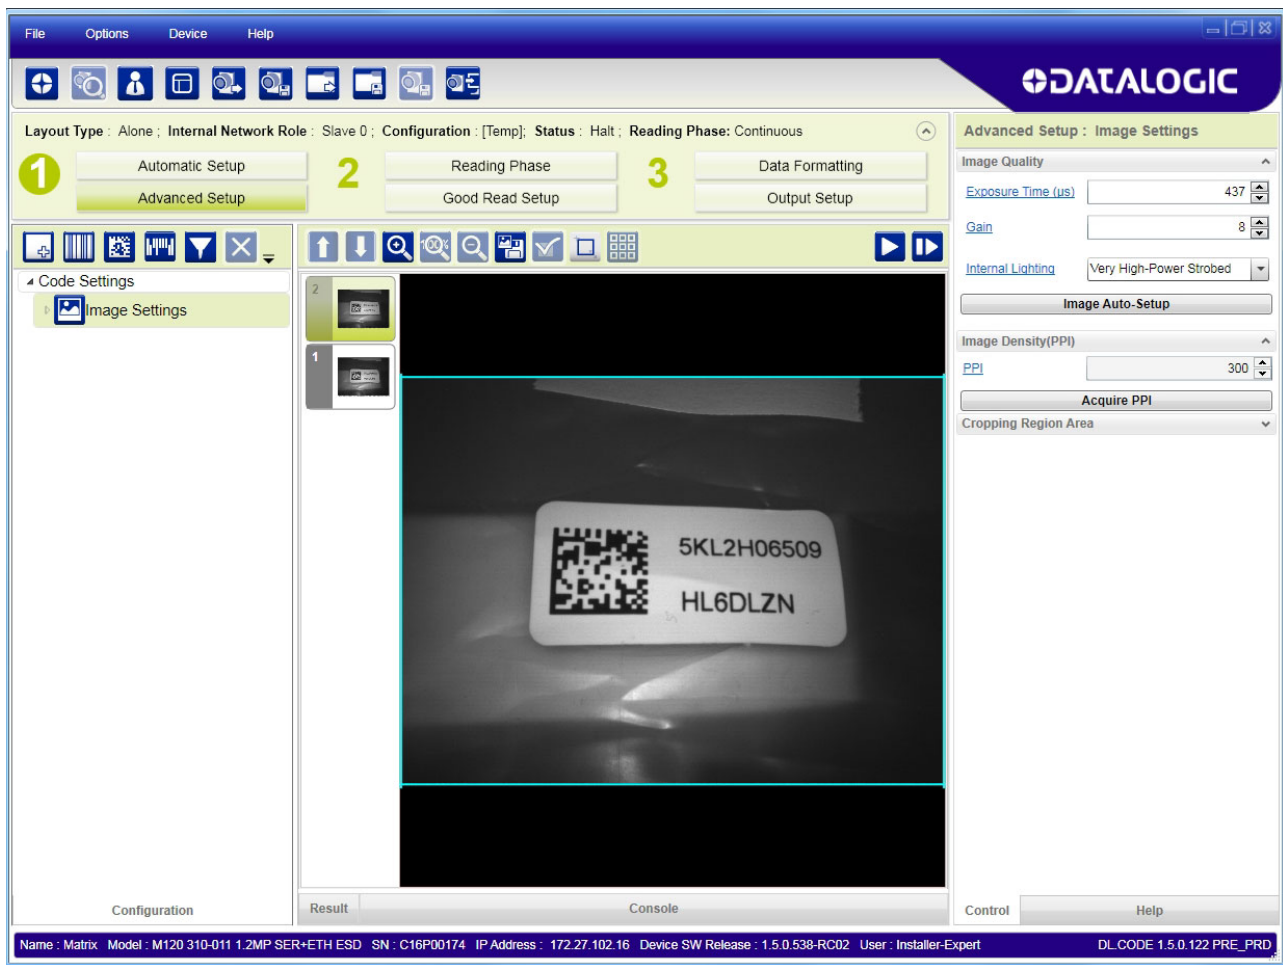 File Options Device Help
DATALOGIC
100%
Layout Type : Alone ; Internal Network Role : Slave 0 ; Configuration : [Temp]; Status : Halt ; Reading Phase: Continuous
1 Automatic Setup 2 Reading Phase 3 Data Formatting
Advanced Setup Good Read Setup Output Setup
Code Settings
Image Settings
2
1
5KL2H06509
HL6DLZN
Configuration
Result Console
Advanced Setup : Image Settings
Image Quality
Exposure Time (µs) 437
Gain 8
Internal Lighting Very High-Power Strobed
Image Auto-Setup
Image Density(PPI)
PPI 300
Acquire PPI
Cropping Region Area
Control Help
Name : Matrix Model : M120 310-011 1.2MP SER+ETH ESD SN : C16P00174 IP Address : 172.27.102.16 Device SW Release : 1.5.0.538-RC02 User : Installer-Expert DL.CODE 1.5.0.122 PRE_PRD